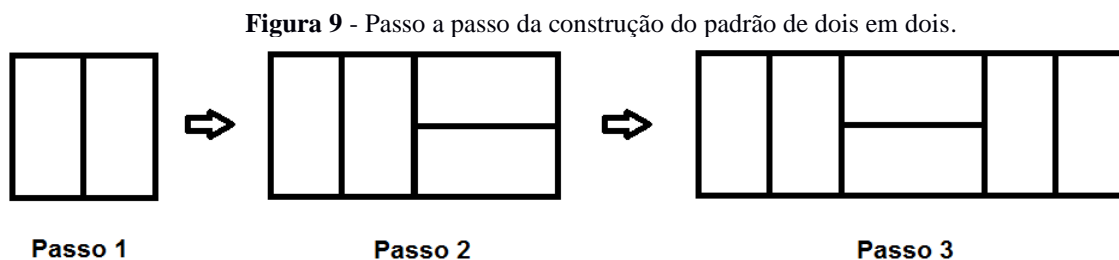 Figura 9 - Passo a passo da construção do padrão de dois em dois.
Passo 1
Passo 2
Passo 3